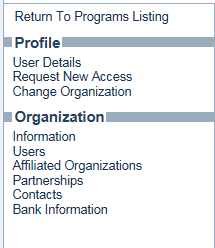 Return To Programs Listing
Profile
User Details
Request New Access
Change Organization
Organization
Information
Users
Affiliated Organizations
Partnerships
Contacts
Bank Information